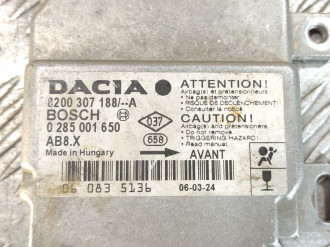 DACIA
8200 307 188/--A
BOSCH
0 285 001 650
AB8.X
Made in Hungary
037
658
ATTENTION!
Airbag(s) et prétensionneurs
• Ne pas démonter.
• RISQUE DE DECLENCHEMENT!
• Consulter la notice.
CAUTION!
Airbag(s) and pretensioners
• Do not remove.
• TRIGGERING HAZARD!
Read manual.
AVANT
06 083 5136
06-03-24